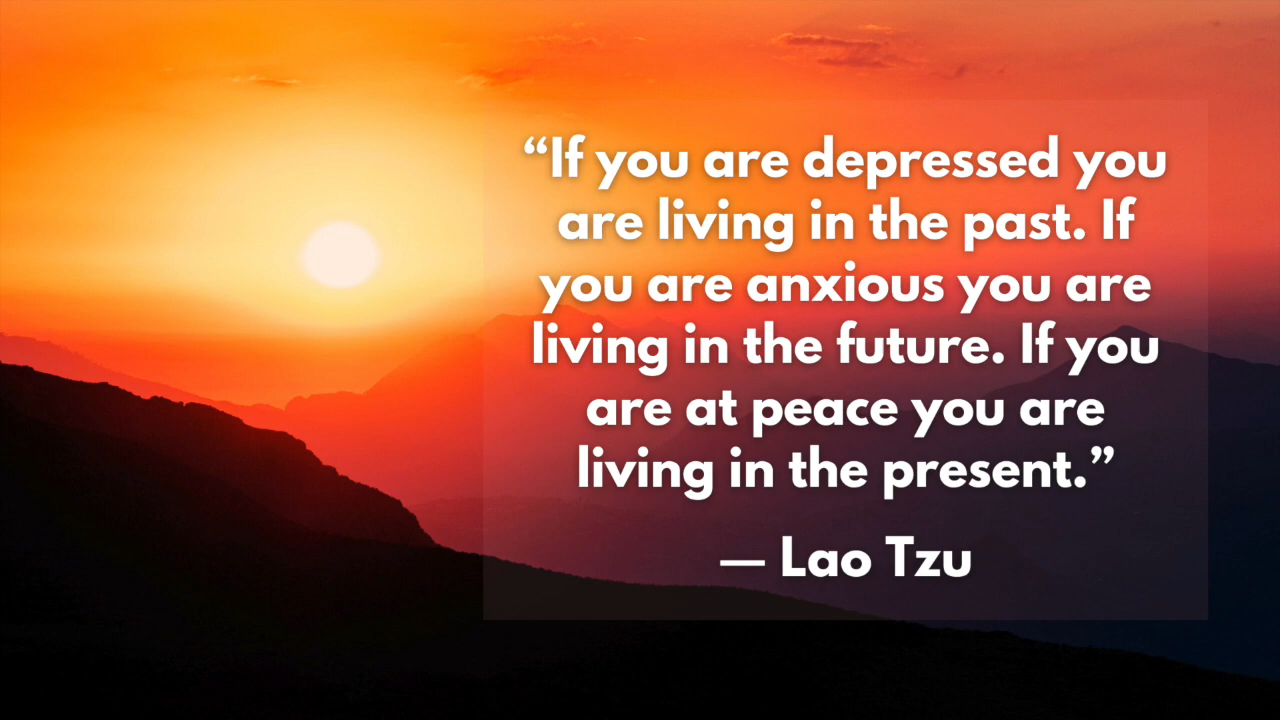 “If you are depressed you
are living in the past. If
you are anxious you are
living in the future. If you
are at peace you are
living in the present.”
— Lao Tzu